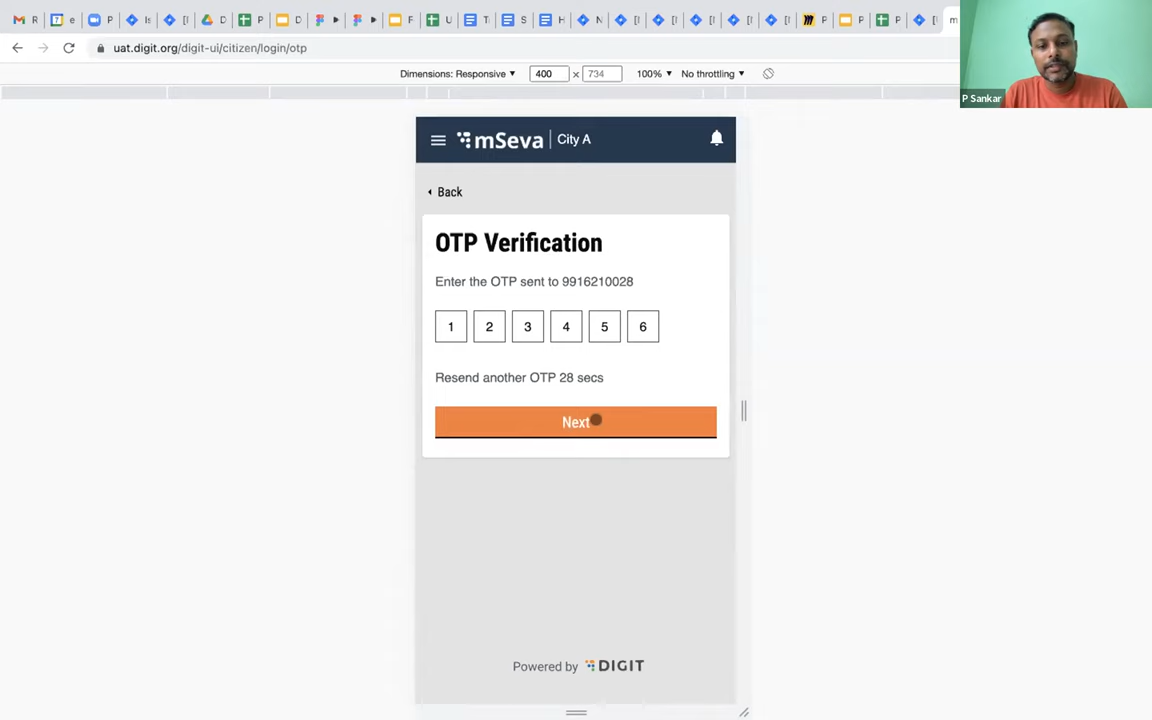 R
e
P
Is
[
D
P
D
P
U
T
S
H
N
[
[
[
[
[
P
P
P
[
m
uat.digit.org/digit-ui/citizen/login/otp
Dimensions: Responsive ▼ 400 × 734 100% ▼ No throttling ▼
P Sankar
mSeva | City A
Back
OTP Verification
Enter the OTP sent to 9916210028
1 2 3 4 5 6
Resend another OTP 28 secs
Next
Powered by DIGIT